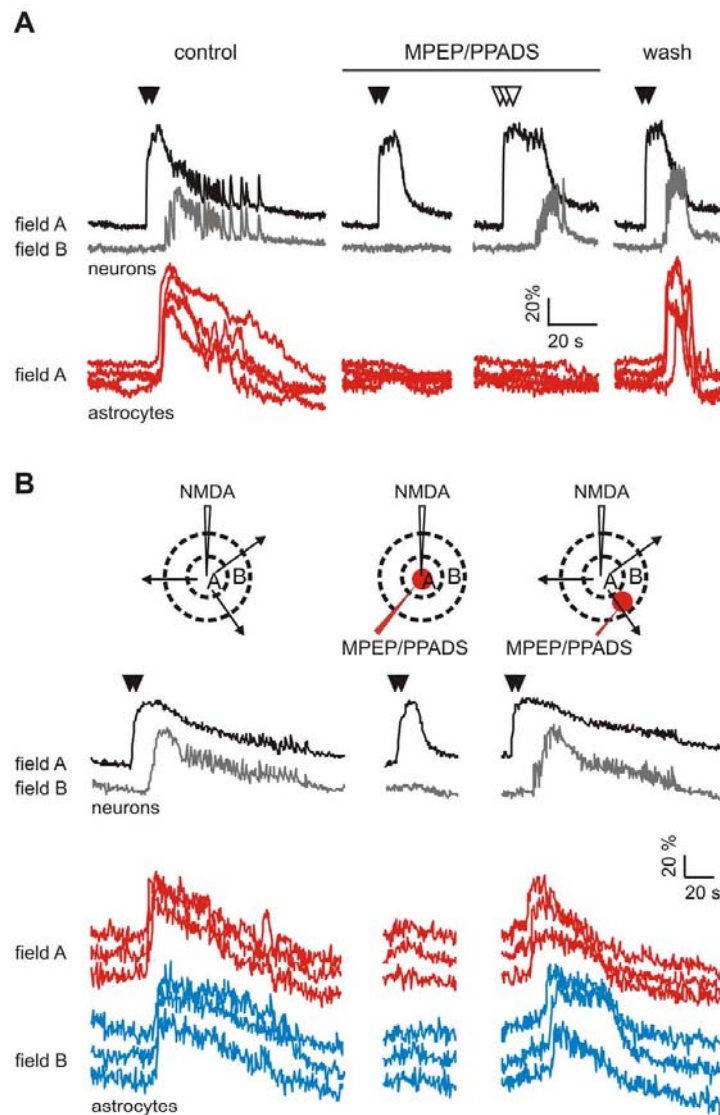 A
control MPEP/PPADS wash
field A
field B
neurons
20%
20 s
field A
astrocytes
B
NMDA NMDA NMDA
A B A B A B
MPEP/PPADS MPEP/PPADS
field A
field B
neurons
20 %
20 s
field A
field B
astrocytes